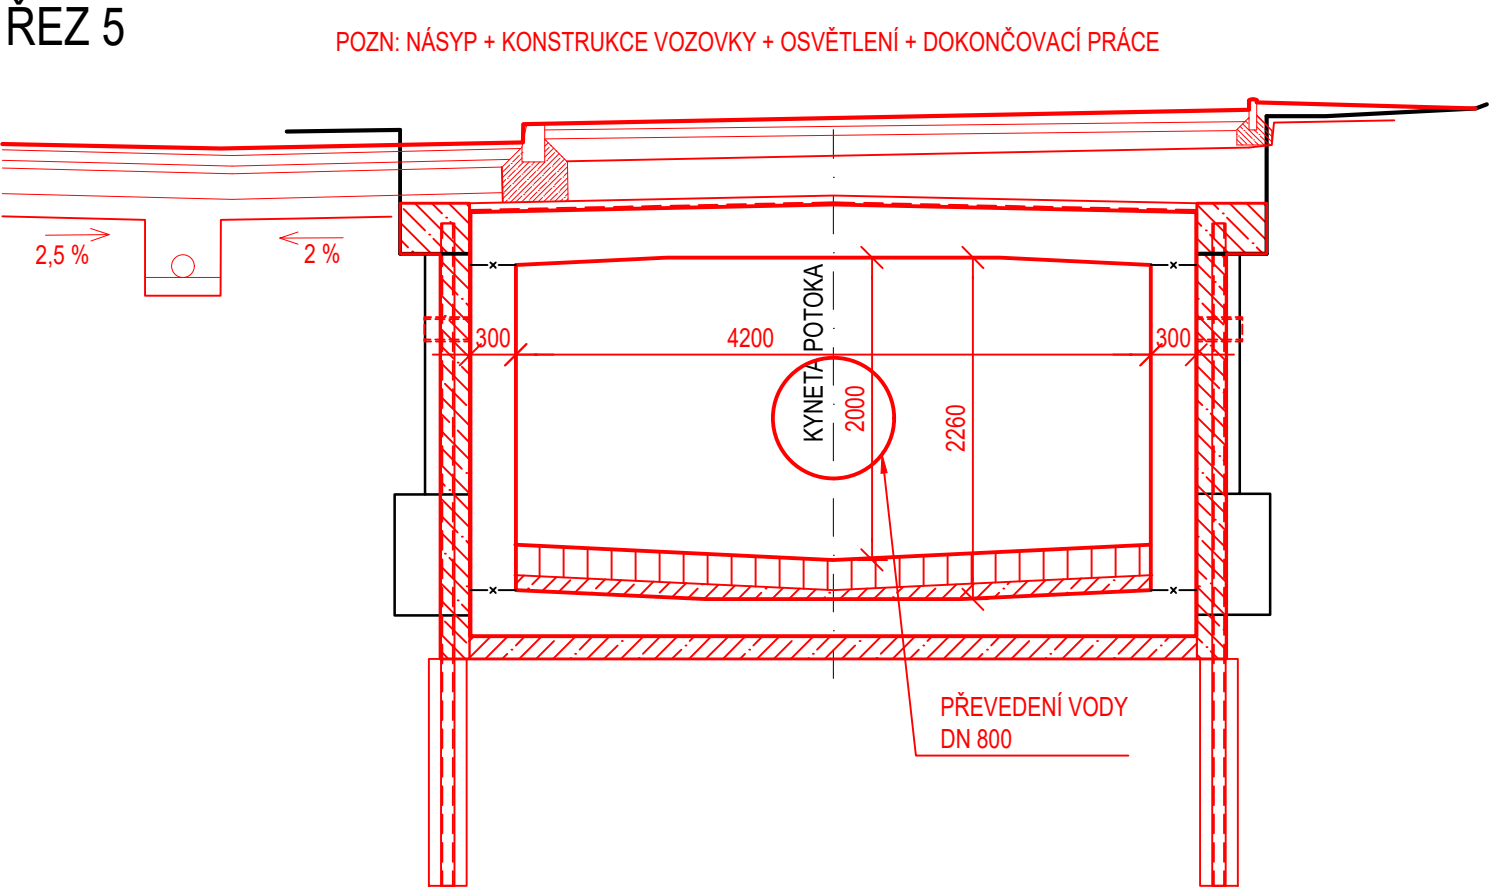 ŘEZ 5
POZN: NÁSYP + KONSTRUKCE VOZOVKY + OSVĚTLENÍ + DOKONČOVACÍ PRÁCE
2,5 %
2 %
300
4200
300
KYNETA POTOKA
2000
2260
PŘEVEDENÍ VODY
DN 800